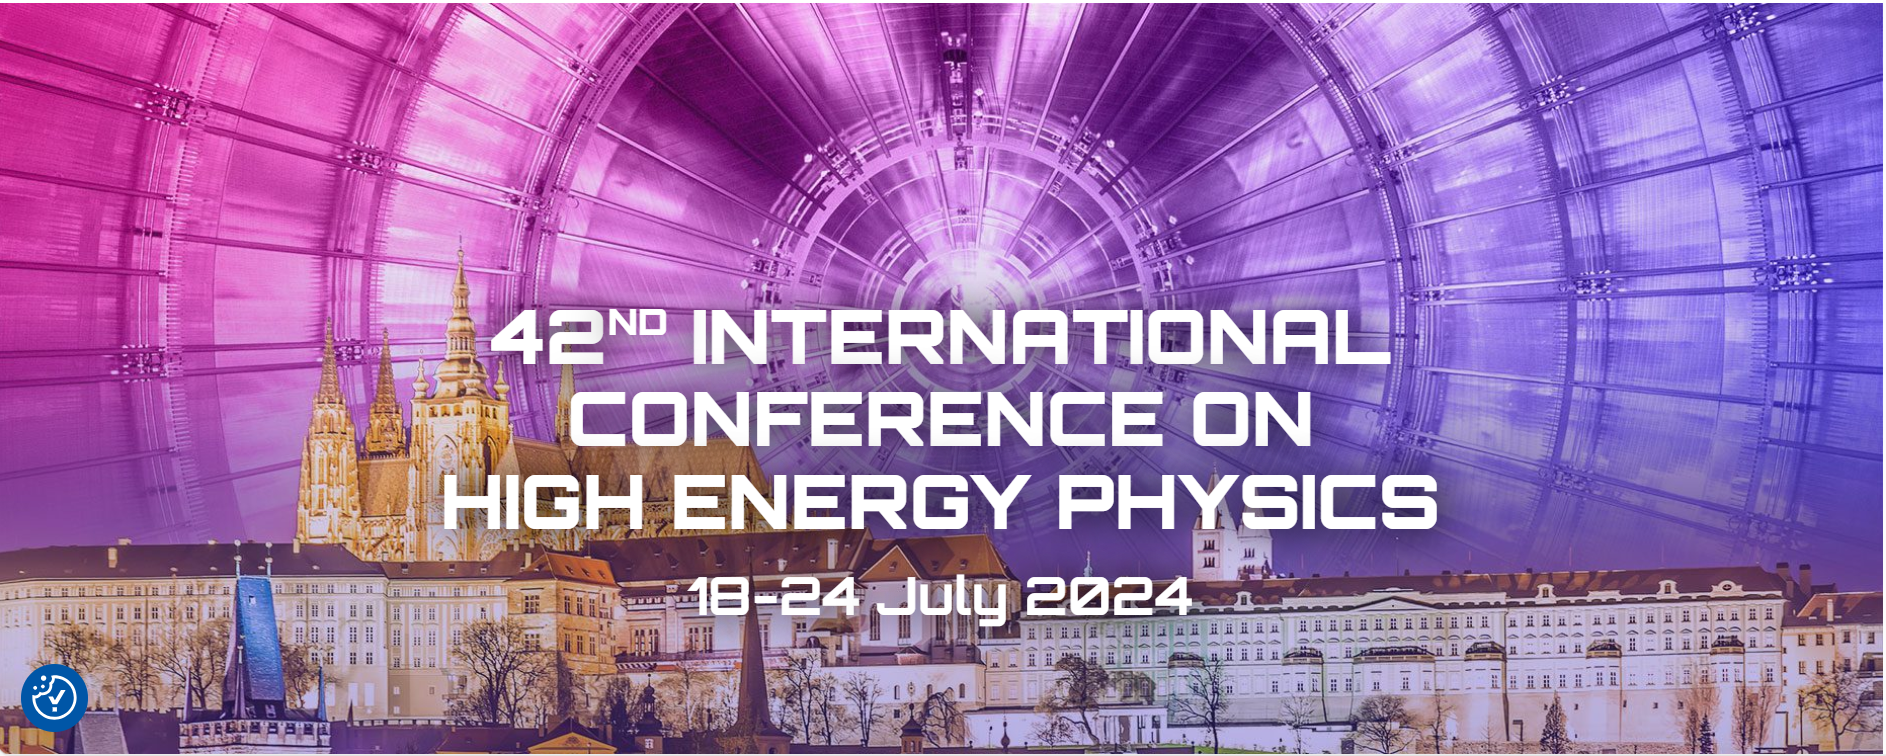 42ND INTERNATIONAL
CONFERENCE ON
HIGH ENERGY PHYSICS
18-24 July 2024